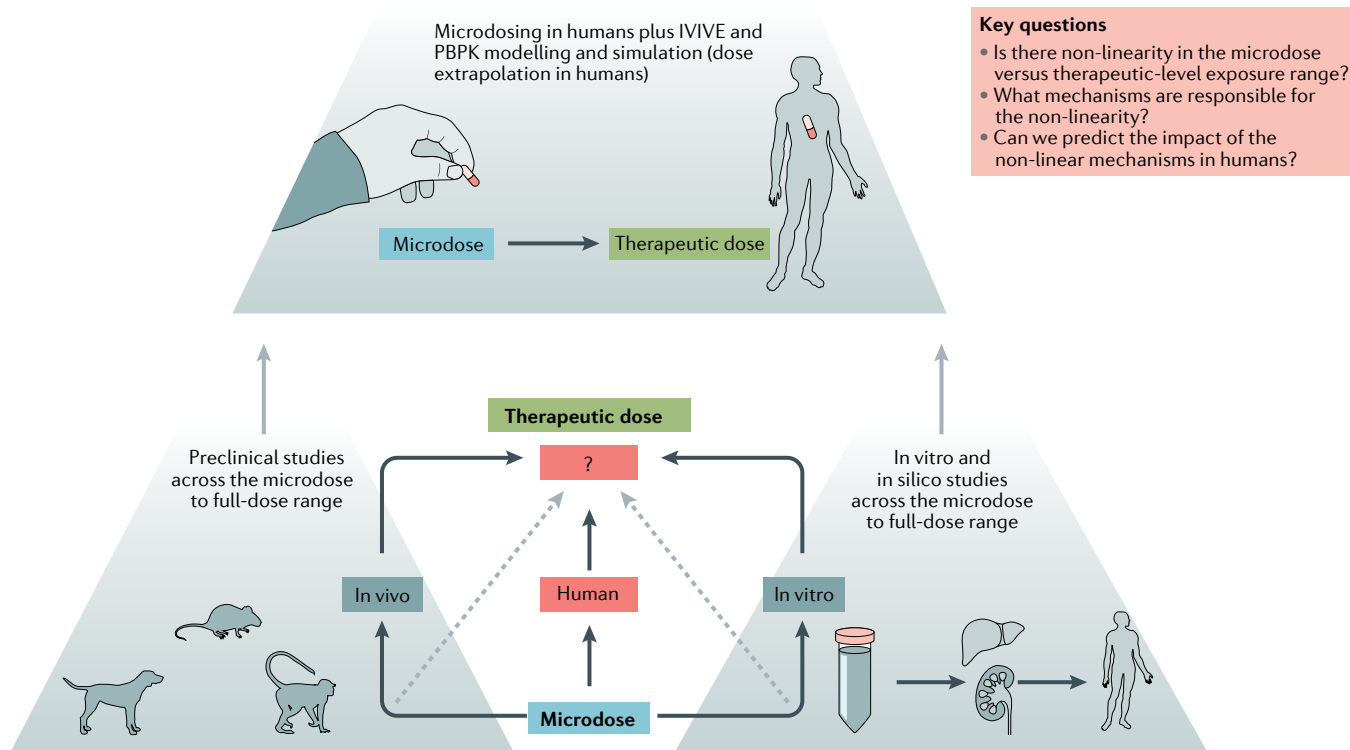 Microdosing in humans plus IVIVE and
PBPK modelling and simulation (dose
extrapolation in humans)
Microdose
Therapeutic dose
Key questions
• Is there non-linearity in the microdose
versus therapeutic-level exposure range?
• What mechanisms are responsible for
the non-linearity?
• Can we predict the impact of the
non-linear mechanisms in humans?
Therapeutic dose
?
Preclinical studies
across the microdose
to full-dose range
In vitro and
in silico studies
across the microdose
to full-dose range
In vivo
Human
In vitro
Microdose